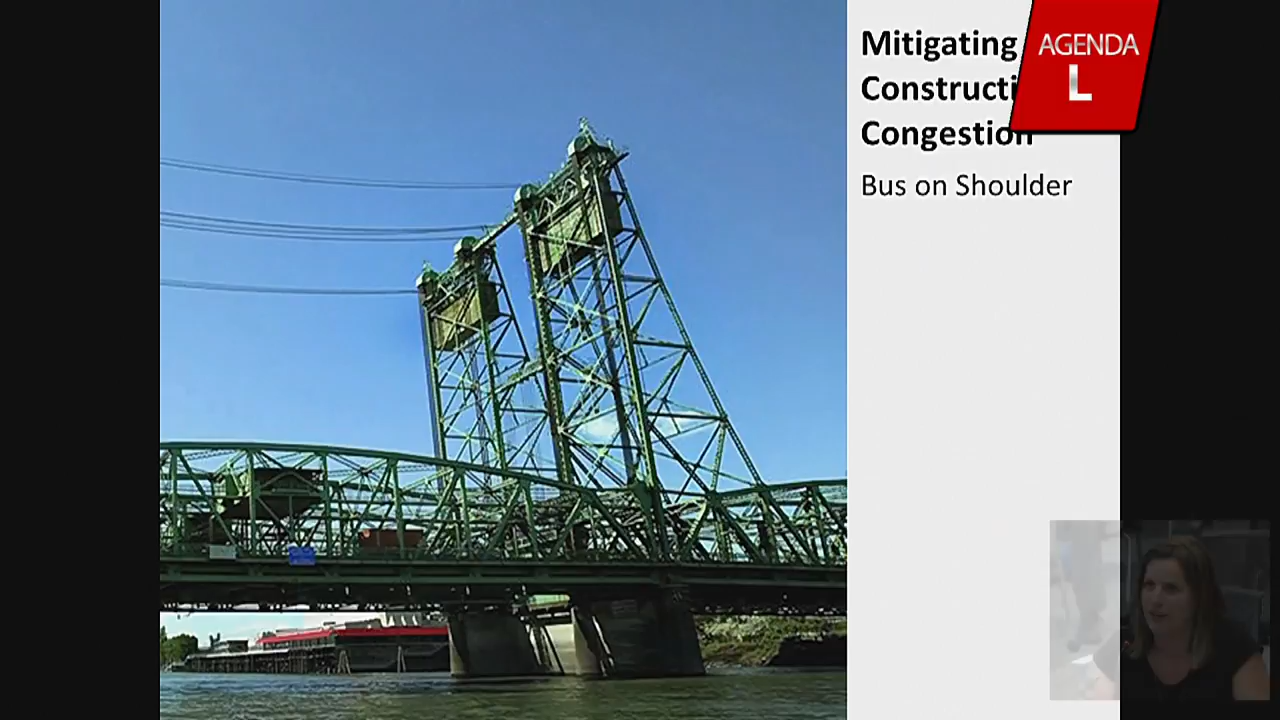 Mitigating
Constructi
Congestion
Bus on Shoulder
AGENDA
L